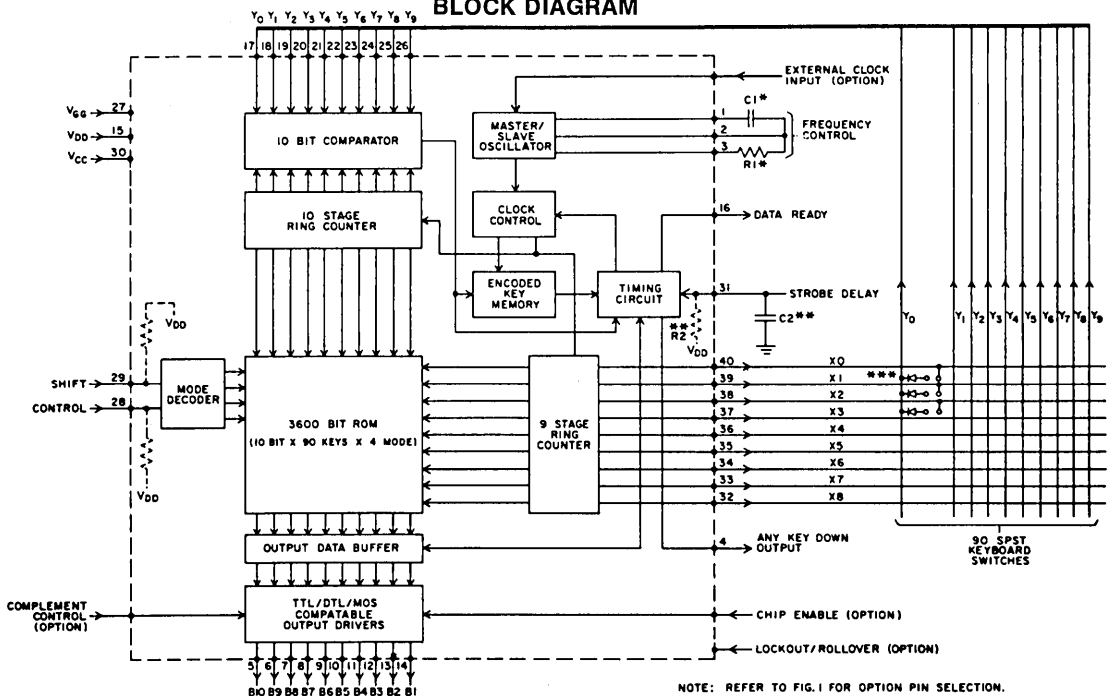 BLOCK DIAGRAM
Y0 Y1 Y2 Y3 Y4 Y5 Y6 Y7 Y8 Y9
17 18 19 20 21 22 23 24 25 26
EXTERNAL CLOCK
INPUT (OPTION)
VGG 27
VDD 15
VCC 30
10 BIT COMPARATOR
MASTER/
SLAVE
OSCILLATOR
1
2
3
C1*
R1*
FREQUENCY
CONTROL
10 STAGE
RING COUNTER
CLOCK
CONTROL
16
DATA READY
ENCODED
KEY
MEMORY
TIMING
CIRCUIT
31
STROBE DELAY
C2**
**
R2
VDD
Y0 Y1 Y2 Y3 Y4 Y5 Y6 Y7 Y8 Y9
VDD
SHIFT 29
CONTROL 28
MODE
DECODER
VDD
3600 BIT ROM
(10 BIT X 90 KEYS X 4 MODE)
9 STAGE
RING
COUNTER
40 X0
39 X1
***
38 X2
37 X3
36 X4
35 X5
34 X6
33 X7
32 X8
OUTPUT DATA BUFFER
4
ANY KEY DOWN
OUTPUT
90 SPST
KEYBOARD
SWITCHES
COMPLEMENT
CONTROL
(OPTION)
TTL/DTL/MOS
COMPATABLE
OUTPUT DRIVERS
CHIP ENABLE (OPTION)
LOCKOUT/ROLLOVER (OPTION)
5 6 7 8 9 10 11 12 13 14
B10 B9 B8 B7 B6 B5 B4 B3 B2 B1
NOTE: REFER TO FIG. 1 FOR OPTION PIN SELECTION.